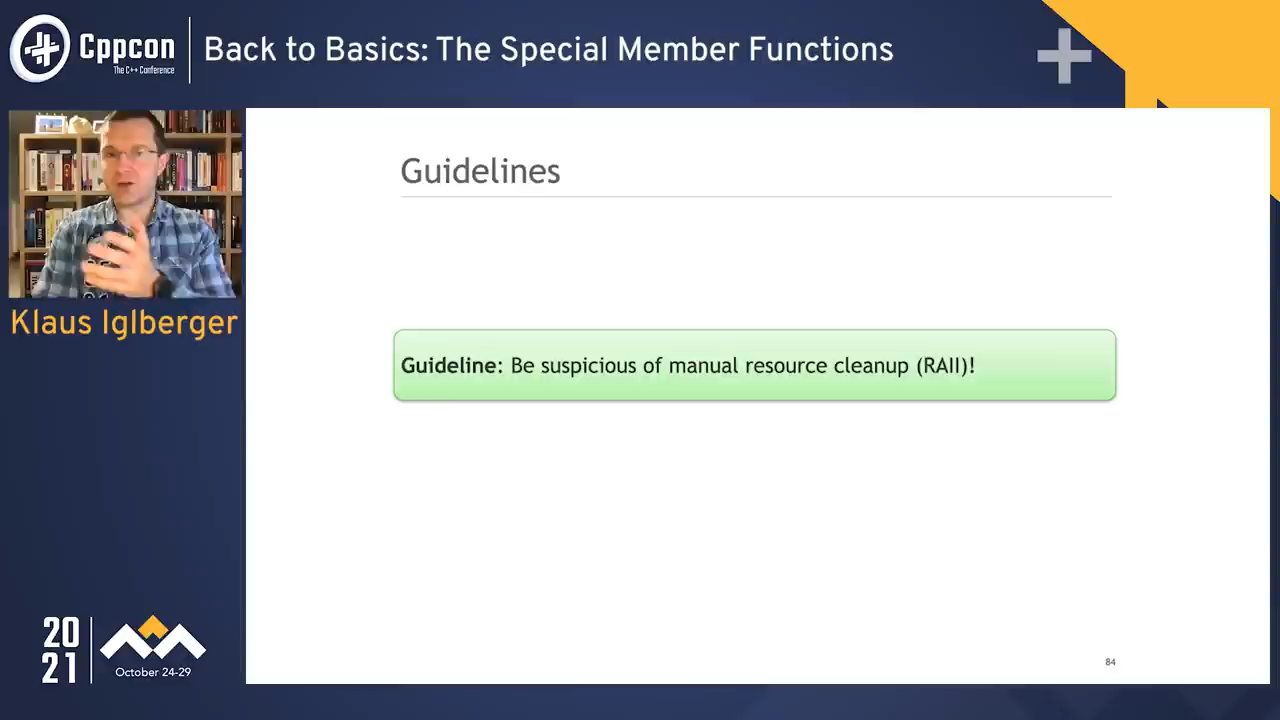 Cppcon
The C++ Conference
Back to Basics: The Special Member Functions
Klaus Iglberger
Guidelines
Guideline: Be suspicious of manual resource cleanup (RAII)!
20
21
October 24-29
84